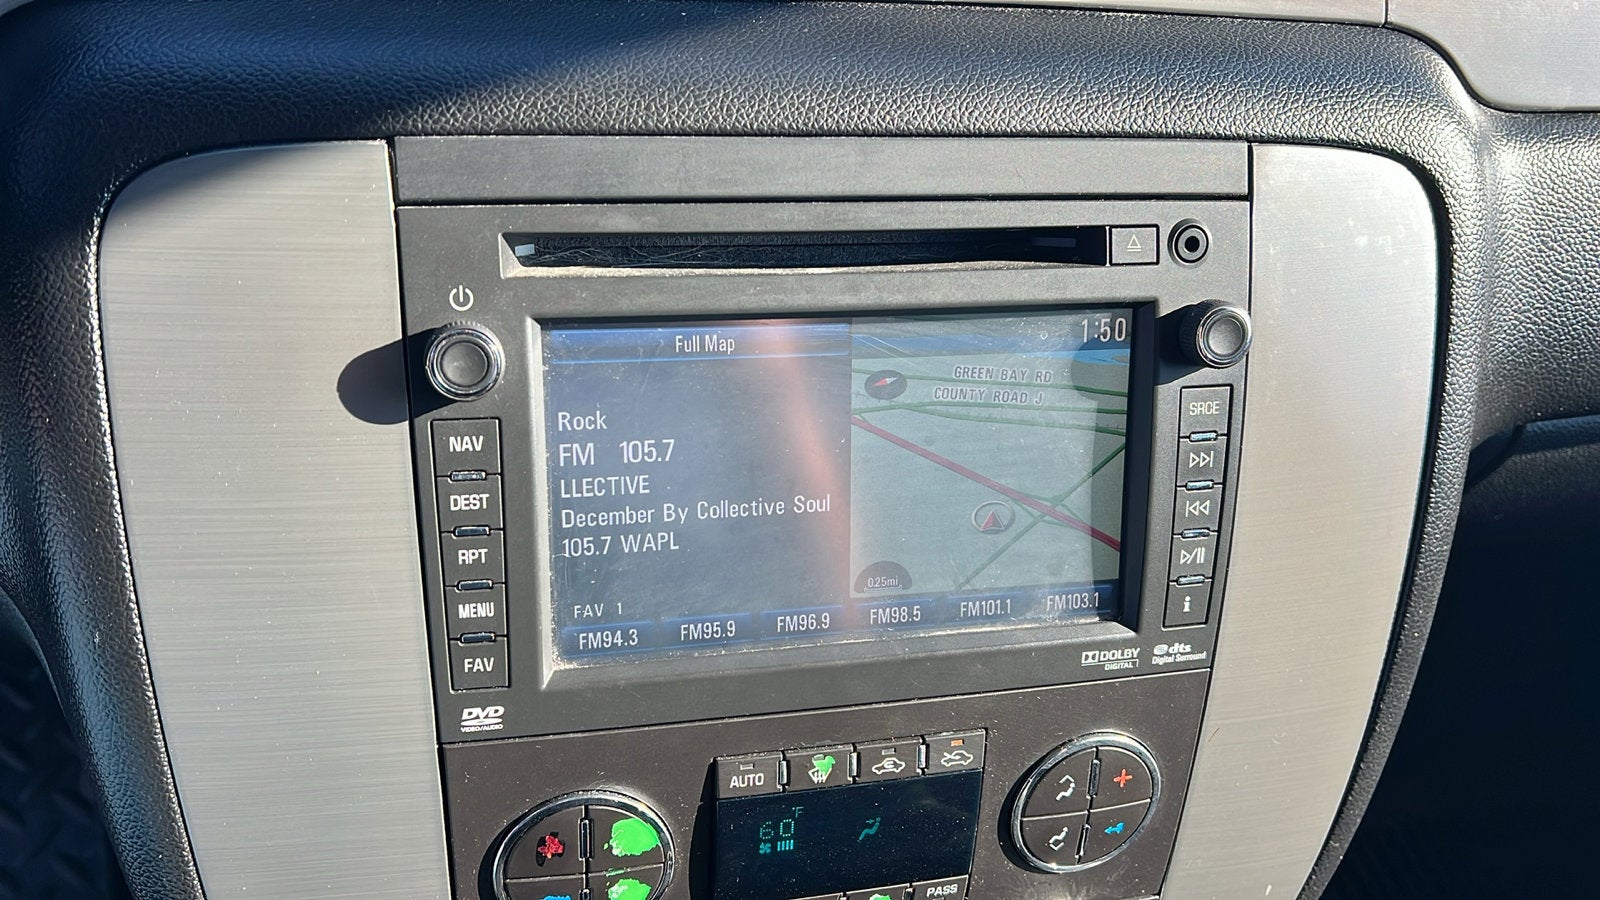 Full Map
1:50
GREEN BAY RD
COUNTY ROAD J
Rock
FM 105.7
LLECTIVE
December By Collective Soul
105.7 WAPL
0.25mi
FAV 1
FM94.3 FM95.9 FM96.9 FM98.5 FM101.1 FM103.1
NAV
DEST
RPT
MENU
FAV
SRCE
i
DVD
VIDEO/AUDIO
DOLBY
DIGITAL
dts
Digital Surround
AUTO
60°F
PASS